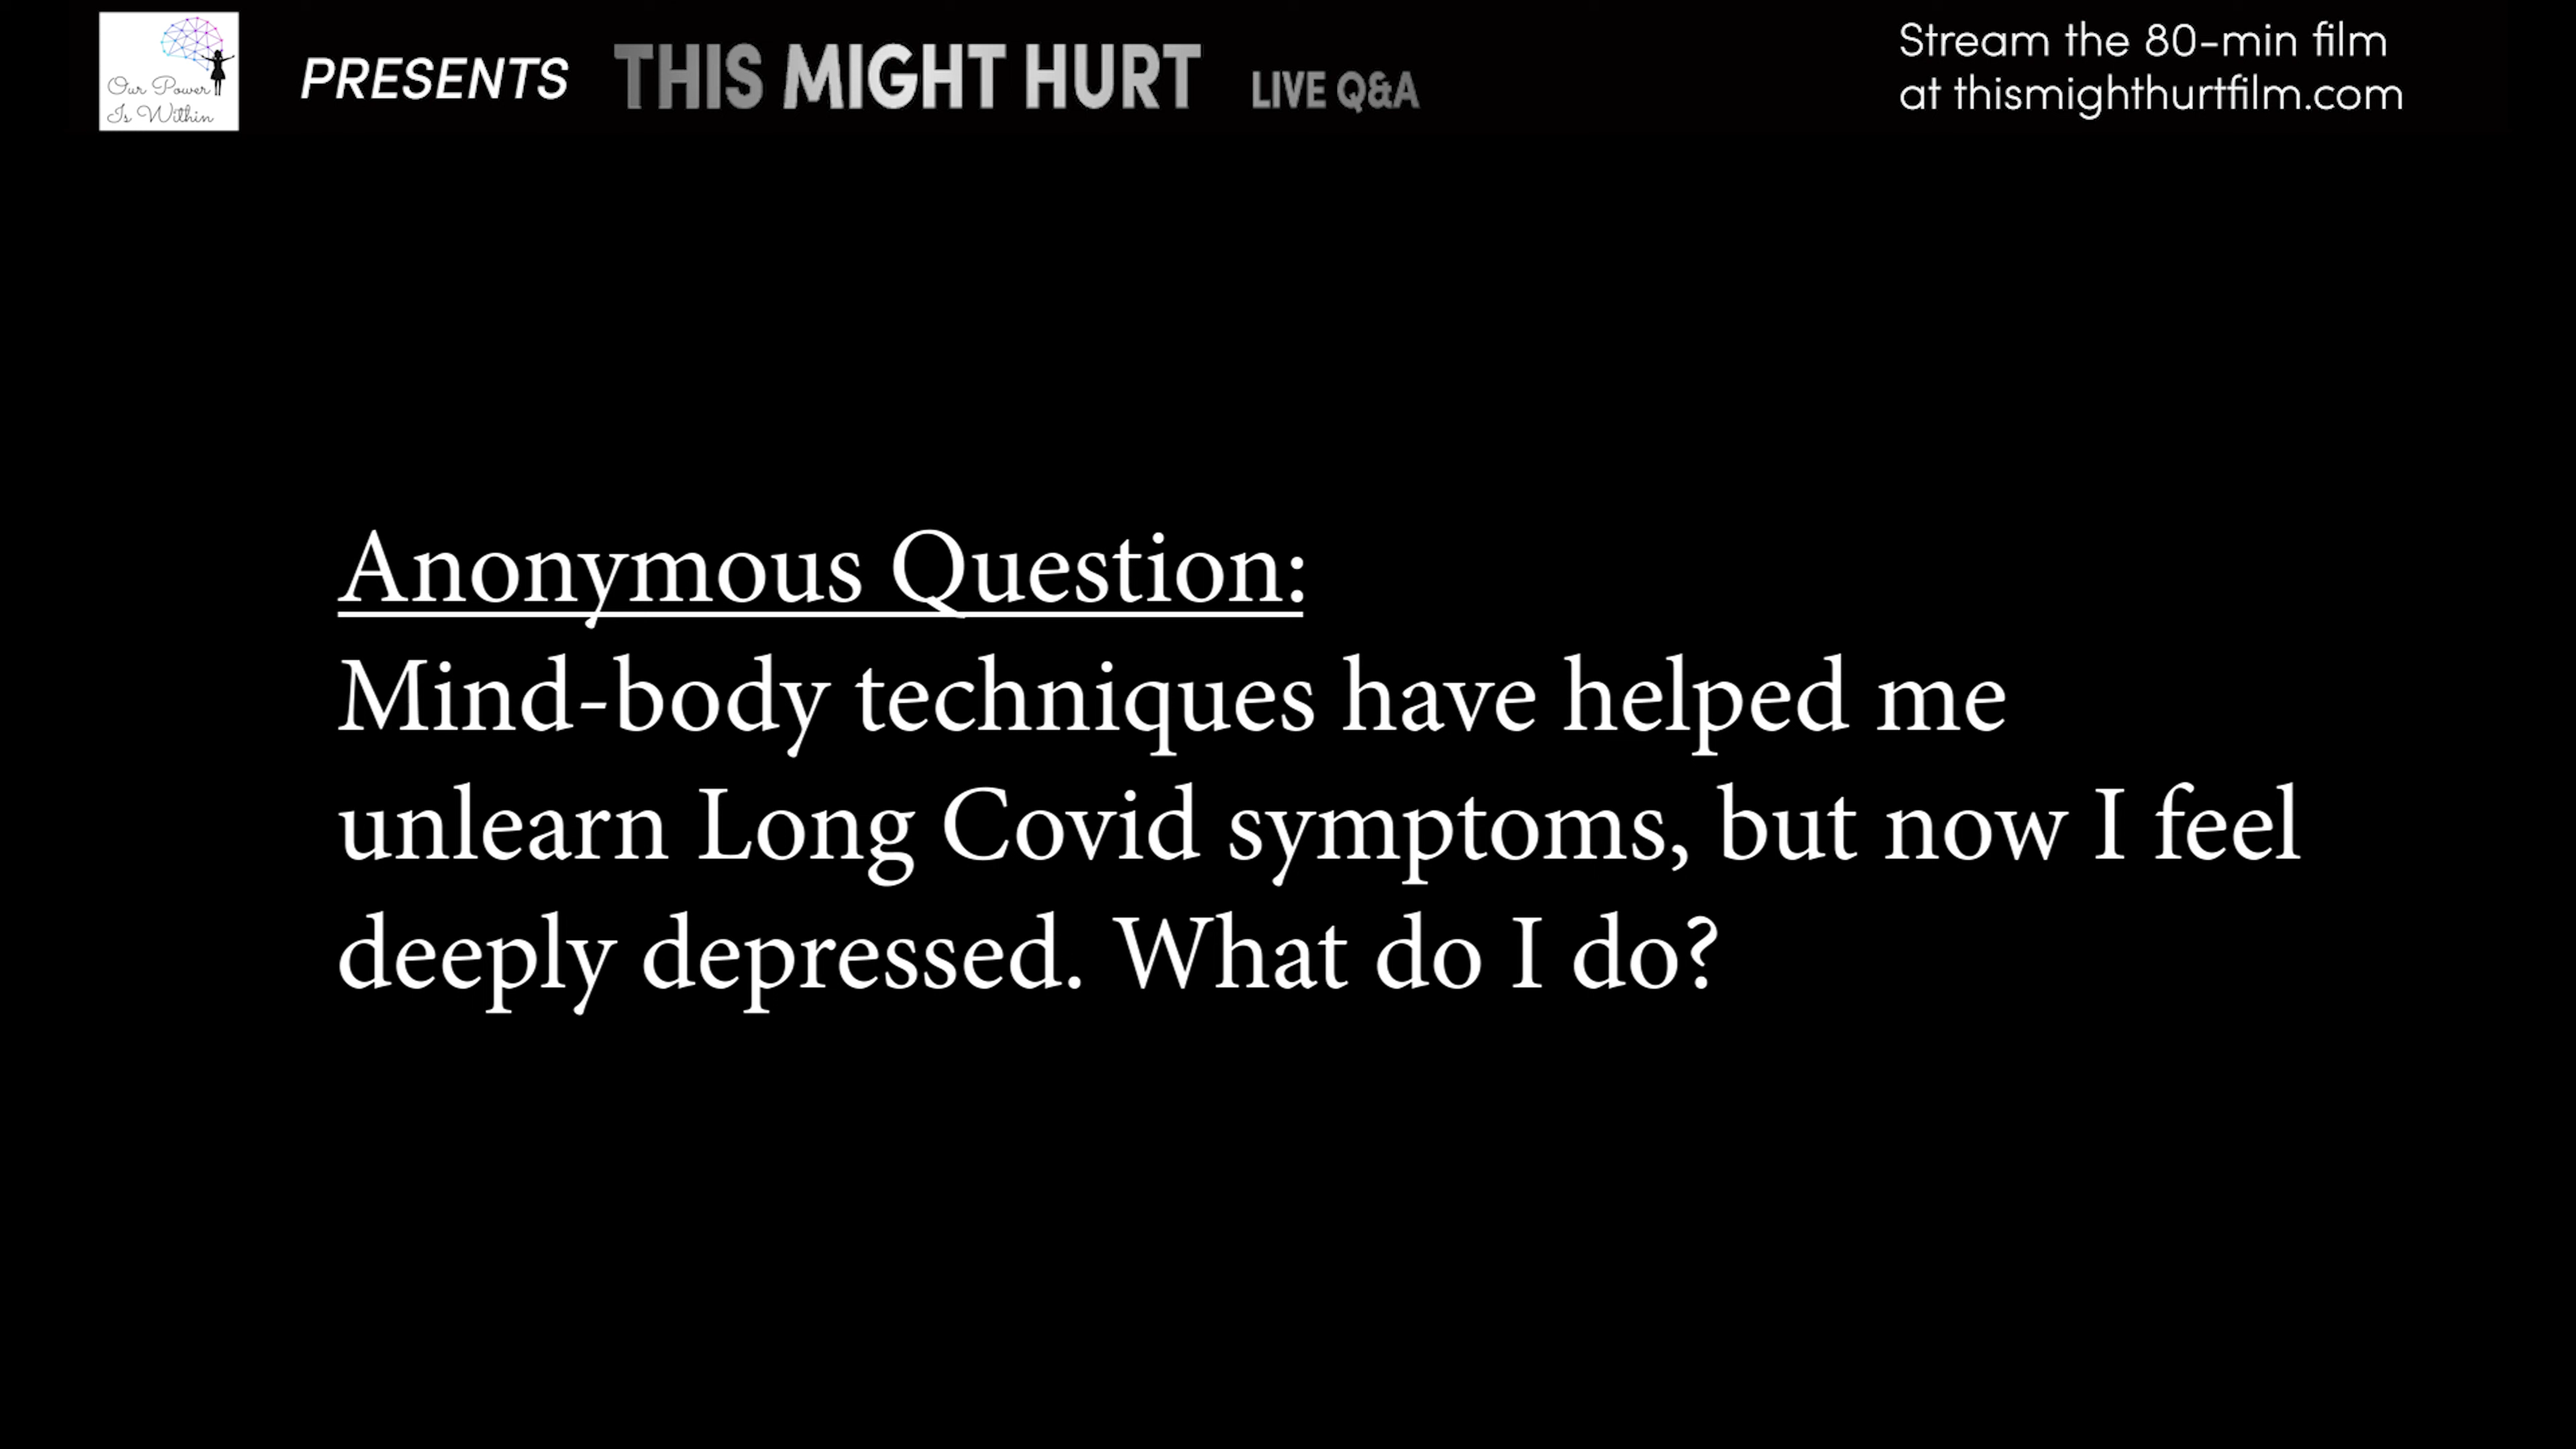 Our Power
Is Within
PRESENTS
THIS MIGHT HURT
LIVE Q&A
Stream the 80-min film
at thismighthurtfilm.com
Anonymous Question:
Mind-body techniques have helped me
unlearn Long Covid symptoms, but now I feel
deeply depressed. What do I do?